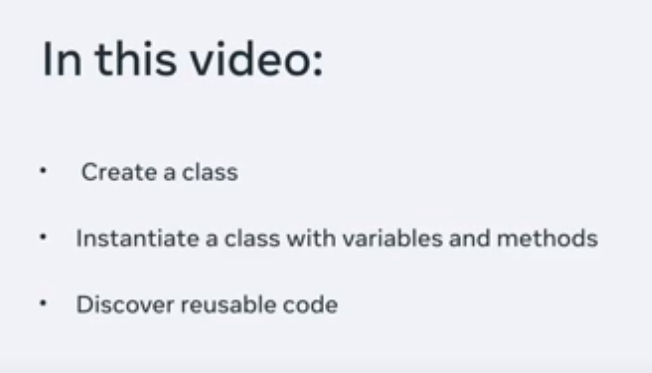 In this video:
• Create a class
• Instantiate a class with variables and methods
• Discover reusable code